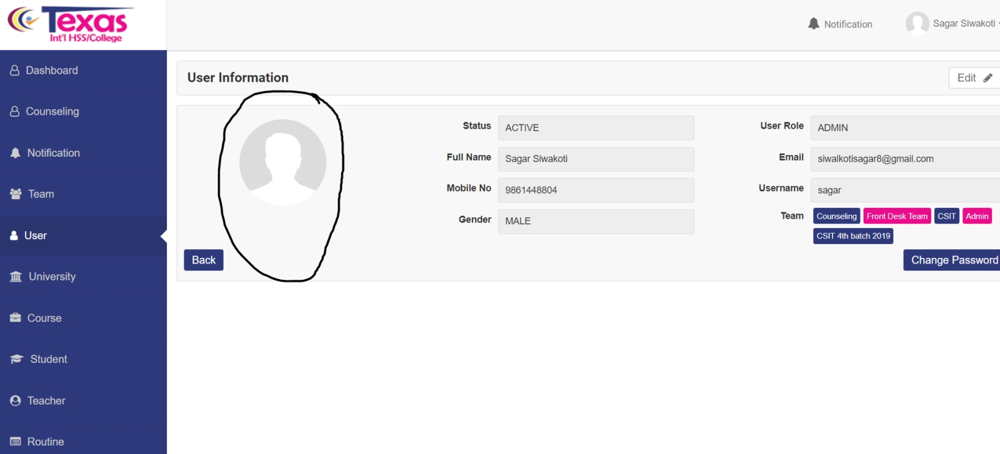 Texas
Int'l HSS/College
Notification
Sagar Siwakoti
Dashboard
Counseling
Notification
Team
User
University
Course
Student
Teacher
Routine
User Information
Edit
Status ACTIVE
User Role ADMIN
Full Name Sagar Siwakoti
Email siwalkotisagar8@gmail.com
Mobile No 9861448804
Username sagar
Gender MALE
Team Counseling Front Desk Team CSIT Admin
CSIT 4th batch 2019
Back
Change Password